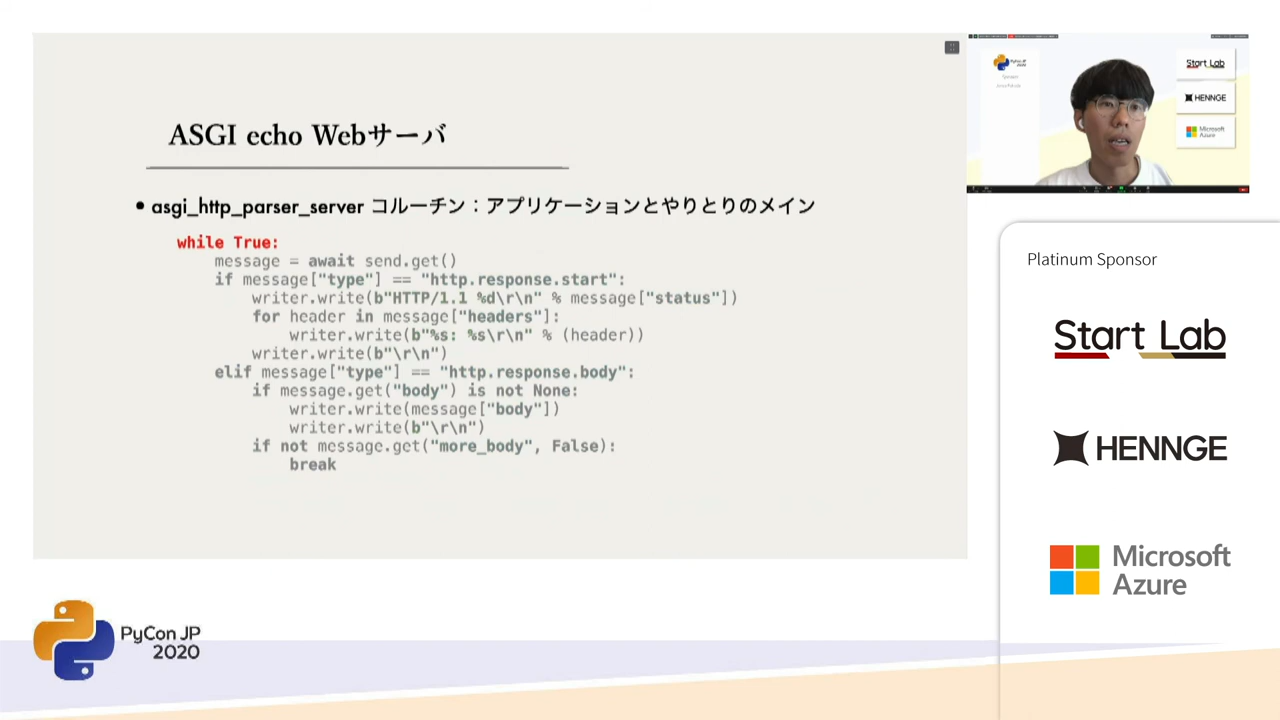 ASGI echo Webサーバ
• asgi_http_parser_server コルーチン：アプリケーションとやりとりのメイン
while True:
    message = await send.get()
    if message["type"] == "http.response.start":
        writer.write(b"HTTP/1.1 %d\r\n" % message["status"])
        for header in message["headers"]:
            writer.write(b"%s: %s\r\n" % (header))
        writer.write(b"\r\n")
    elif message["type"] == "http.response.body":
        if message.get("body") is not None:
            writer.write(message["body"])
            writer.write(b"\r\n")
        if not message.get("more_body", False):
            break
PyCon JP
2020
Start Lab
HENNGE
Microsoft
Azure
Platinum Sponsor
Start Lab
HENNGE
Microsoft
Azure
PyCon JP
2020